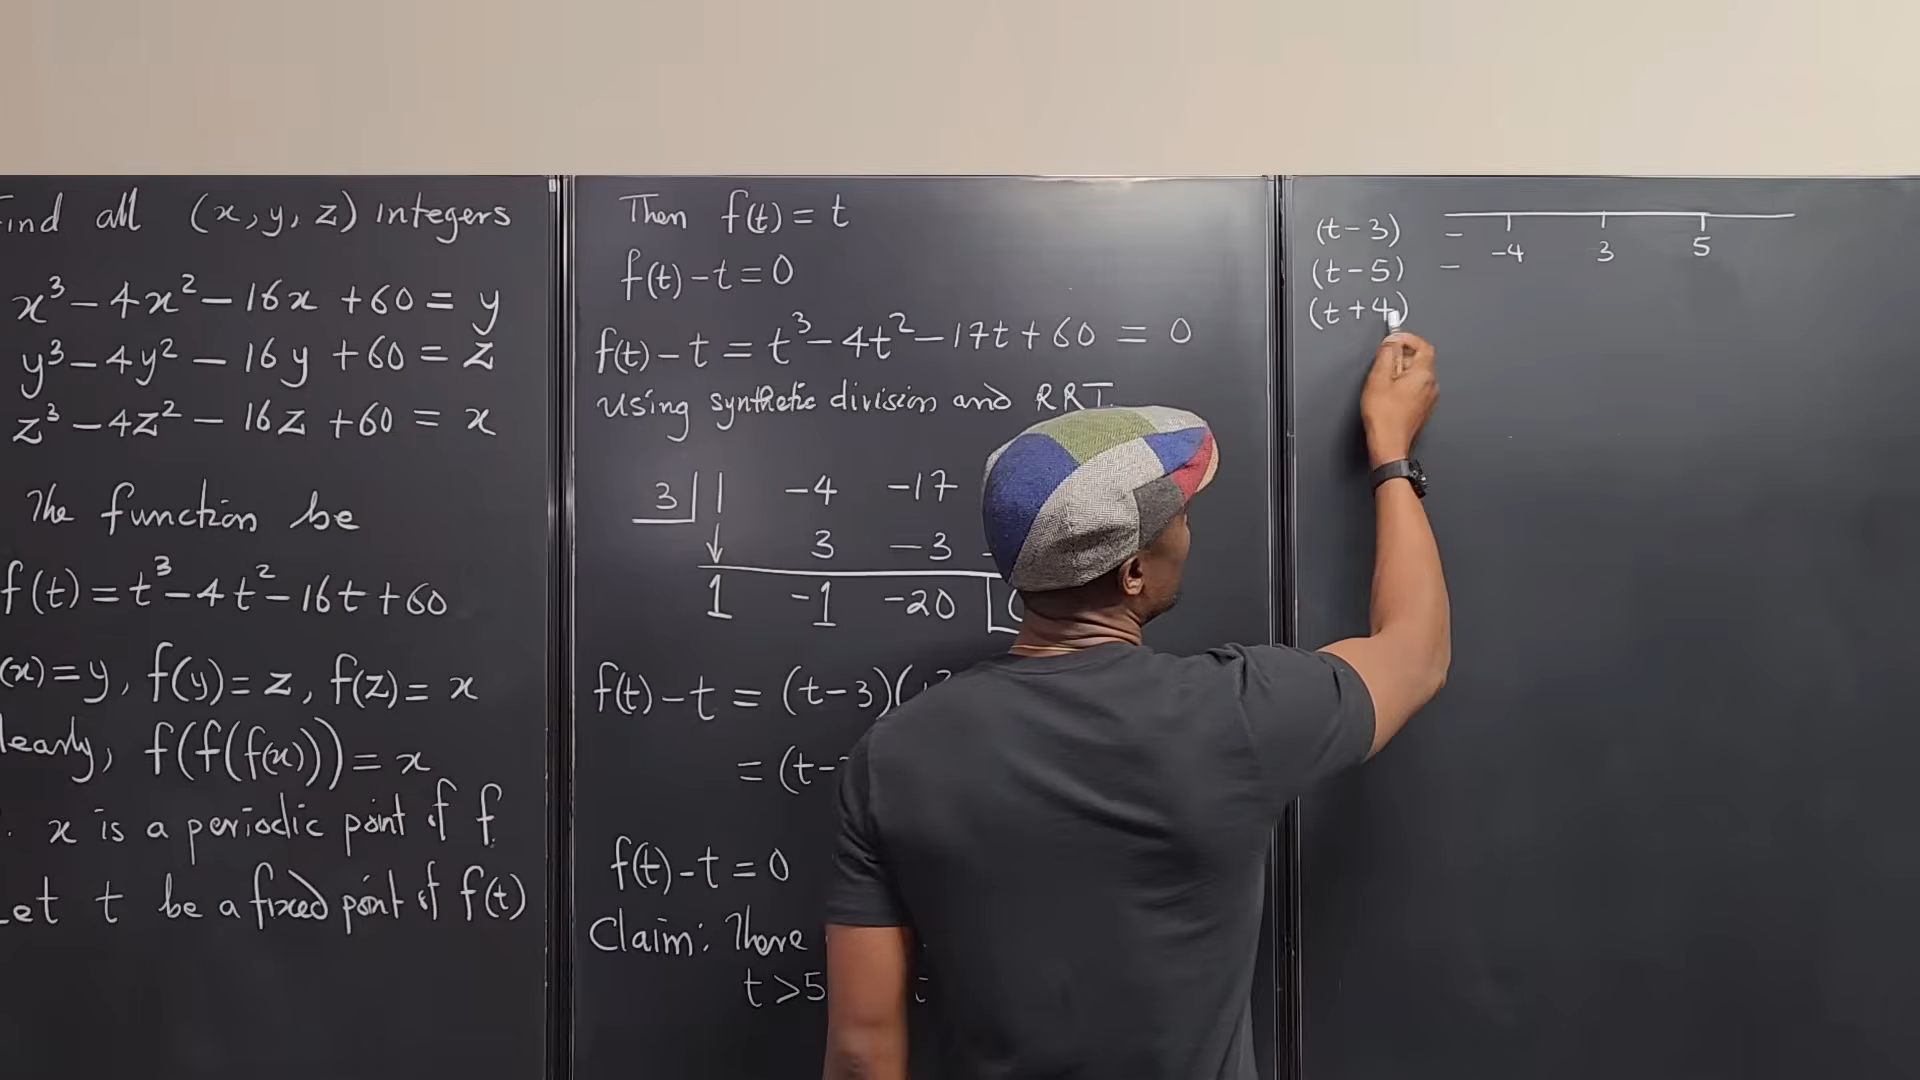 Find all (x, y, z) integers
x³ – 4x² – 16x + 60 = y
y³ – 4y² – 16y + 60 = z
z³ – 4z² – 16z + 60 = x
The function be
f(t) = t³ – 4t² – 16t + 60
(x) = y, f(y) = z, f(z) = x
learly, f(f(f(x))) = x
x is a periodic point of f
Let t be a fixed point of f(t)
Then f(t) = t
f(t) – t = 0
f(t) – t = t³ – 4t² – 17t + 60 = 0
Using synthetic division and RRT
3 | 1 -4 -17
↓ 3 -3
1 -1 -20
f(t) – t = (t – 3)(
= (t –
f(t) – t = 0
Claim: There
t > 5 t
-4 3 5
(t – 3) –
(t – 5) –
(t + 4)